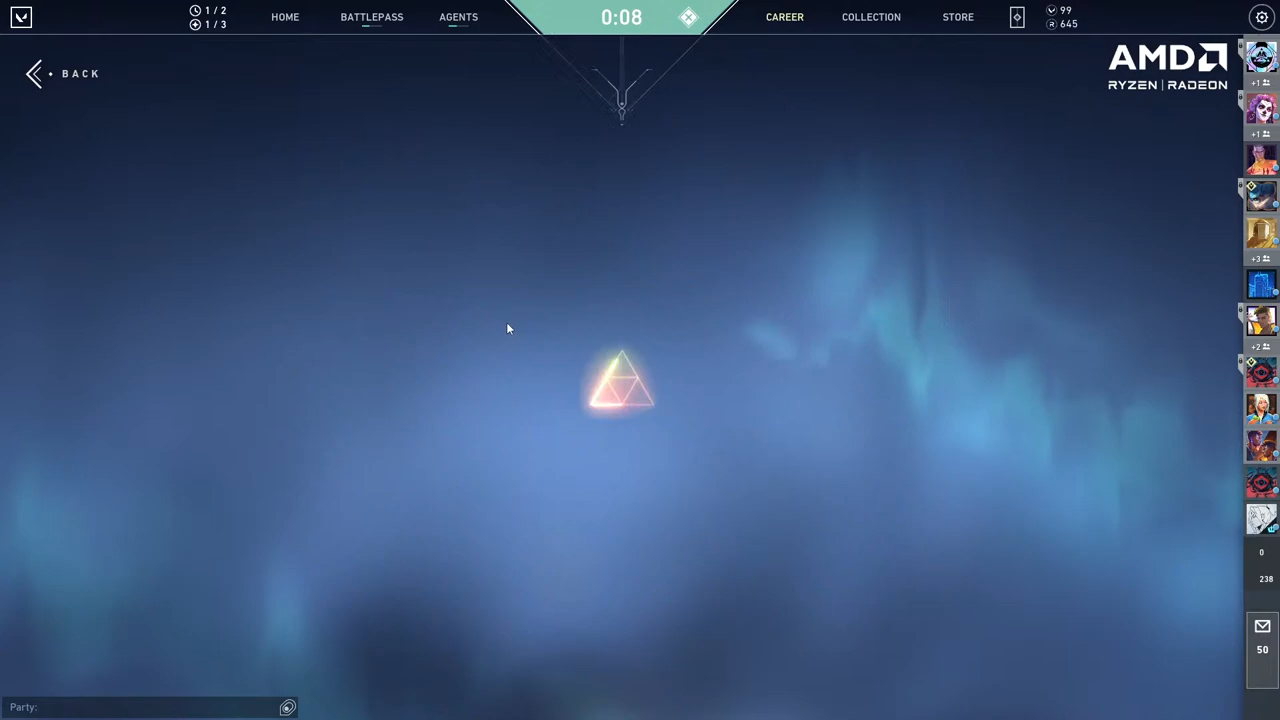 1 / 2
1 / 3
HOME
BATTLEPASS
AGENTS
0:08
CAREER
COLLECTION
STORE
99
645
BACK
AMD
RYZEN | RADEON
+1
+1
+3
+2
0
238
50
Party: